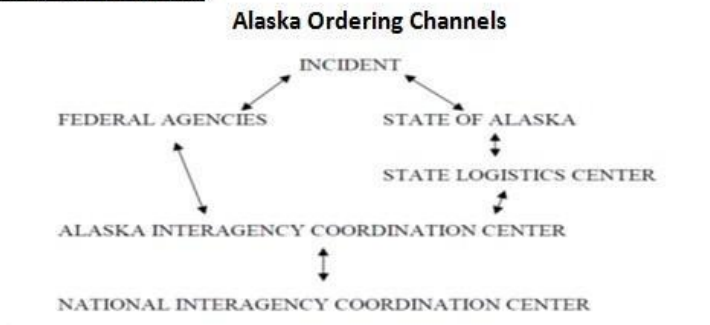 Alaska Ordering Channels
INCIDENT
FEDERAL AGENCIES
STATE OF ALASKA
STATE LOGISTICS CENTER
ALASKA INTERAGENCY COORDINATION CENTER
NATIONAL INTERAGENCY COORDINATION CENTER